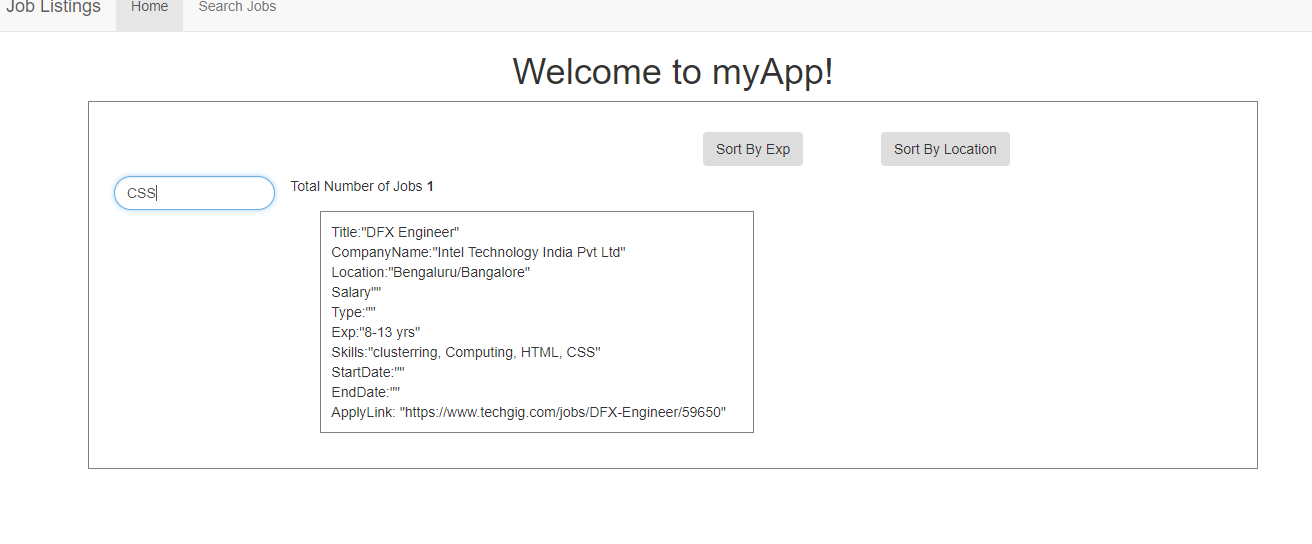 Job Listings Home Search Jobs
Welcome to myApp!
Sort By Exp Sort By Location
CSS
Total Number of Jobs 1
Title:"DFX Engineer"
CompanyName:"Intel Technology India Pvt Ltd"
Location:"Bengaluru/Bangalore"
Salary""
Type:""
Exp:"8-13 yrs"
Skills:"clusterring, Computing, HTML, CSS"
StartDate:""
EndDate:""
ApplyLink: "https://www.techgig.com/jobs/DFX-Engineer/59650"